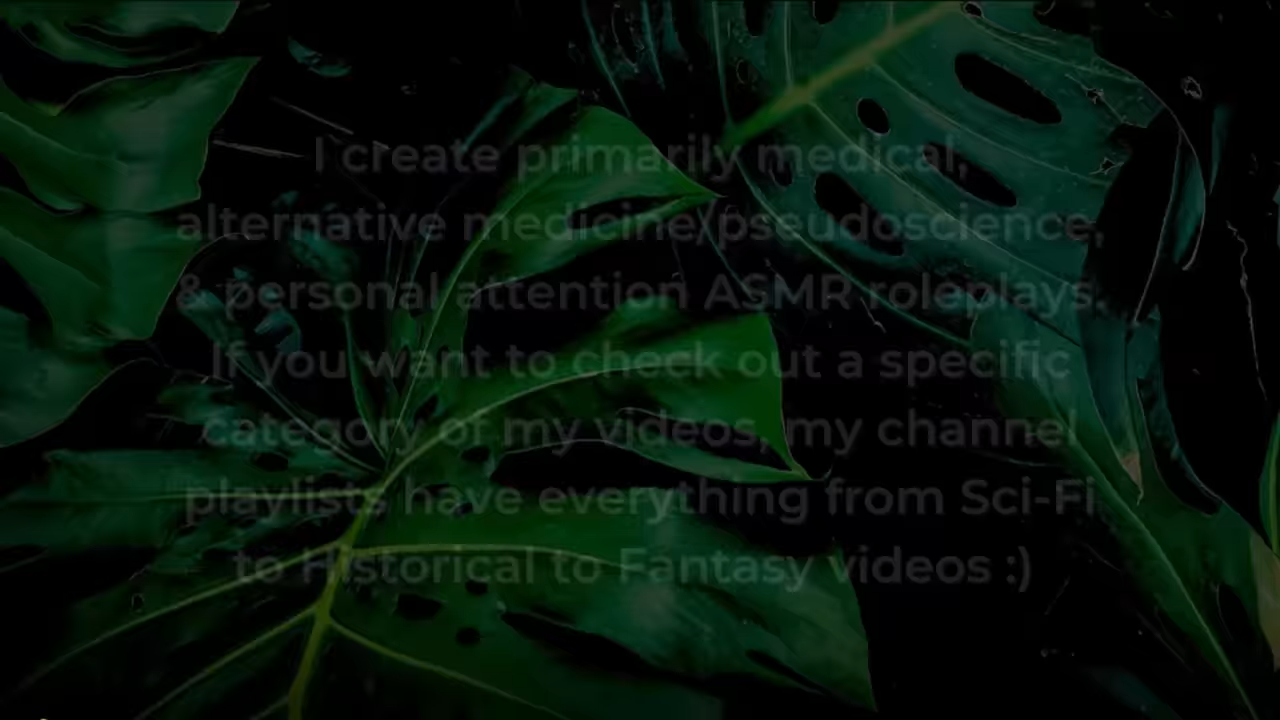 I create primarily medical,
alternative medicine/pseudoscience,
& personal attention ASMR roleplays.
If you want to check out a specific
category of my videos, my channel
playlists have everything from Sci-Fi
to Historical to Fantasy videos :)